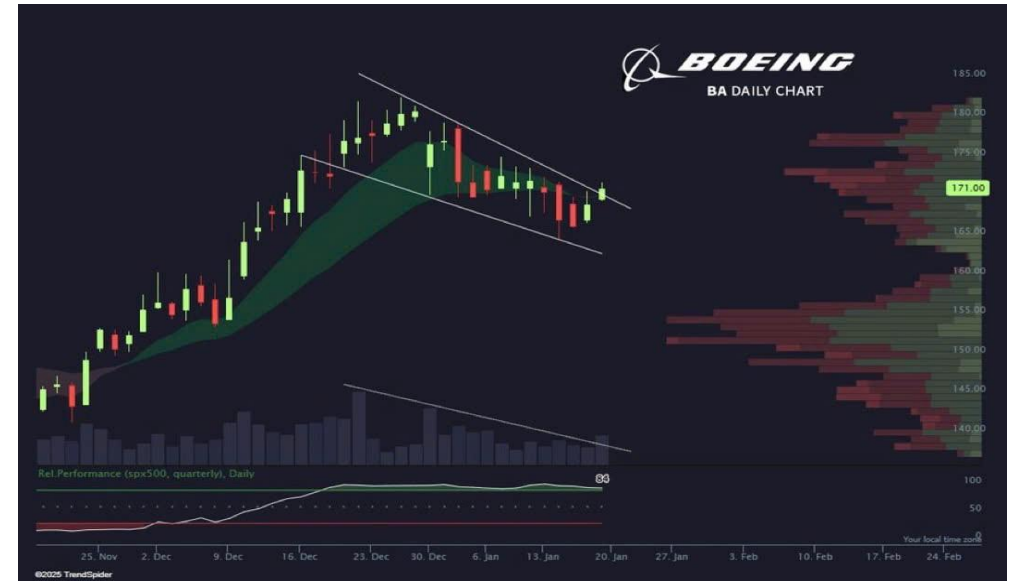 BOEING
BA DAILY CHART
185.00
180.00
175.00
171.00
165.00
160.00
155.00
150.00
145.00
140.00
Rel.Performance (spx500, quarterly), Daily
84
100
50
0
Your local time zone
25. Nov 2. Dec 9. Dec 16. Dec 23. Dec 30. Dec 6. Jan 13. Jan 20. Jan 27. Jan 3. Feb 10. Feb 17. Feb 24. Feb
©2025 TrendSpider